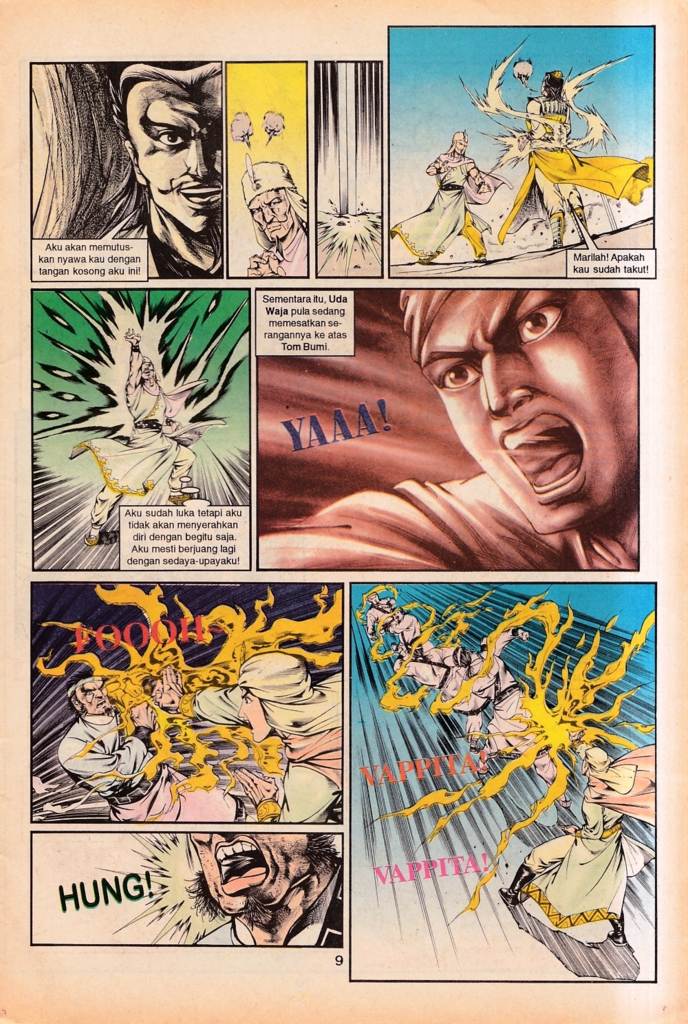 Aku akan memutus-
kan nyawa kau dengan
tangan kosong aku ini!
Marilah! Apakah
kau sudah takut!
Aku sudah luka tetapi aku
tidak akan menyerahkan
diri dengan begitu saja.
Aku mesti berjuang lagi
dengan sedaya-upayaku!
Sementara itu, Uda
Waja pula sedang
memesatkan se-
rangannya ke atas
Tom Bumi.
YAAA!
FOOOH
VAPPITA!
VAPPITA!
HUNG!
9